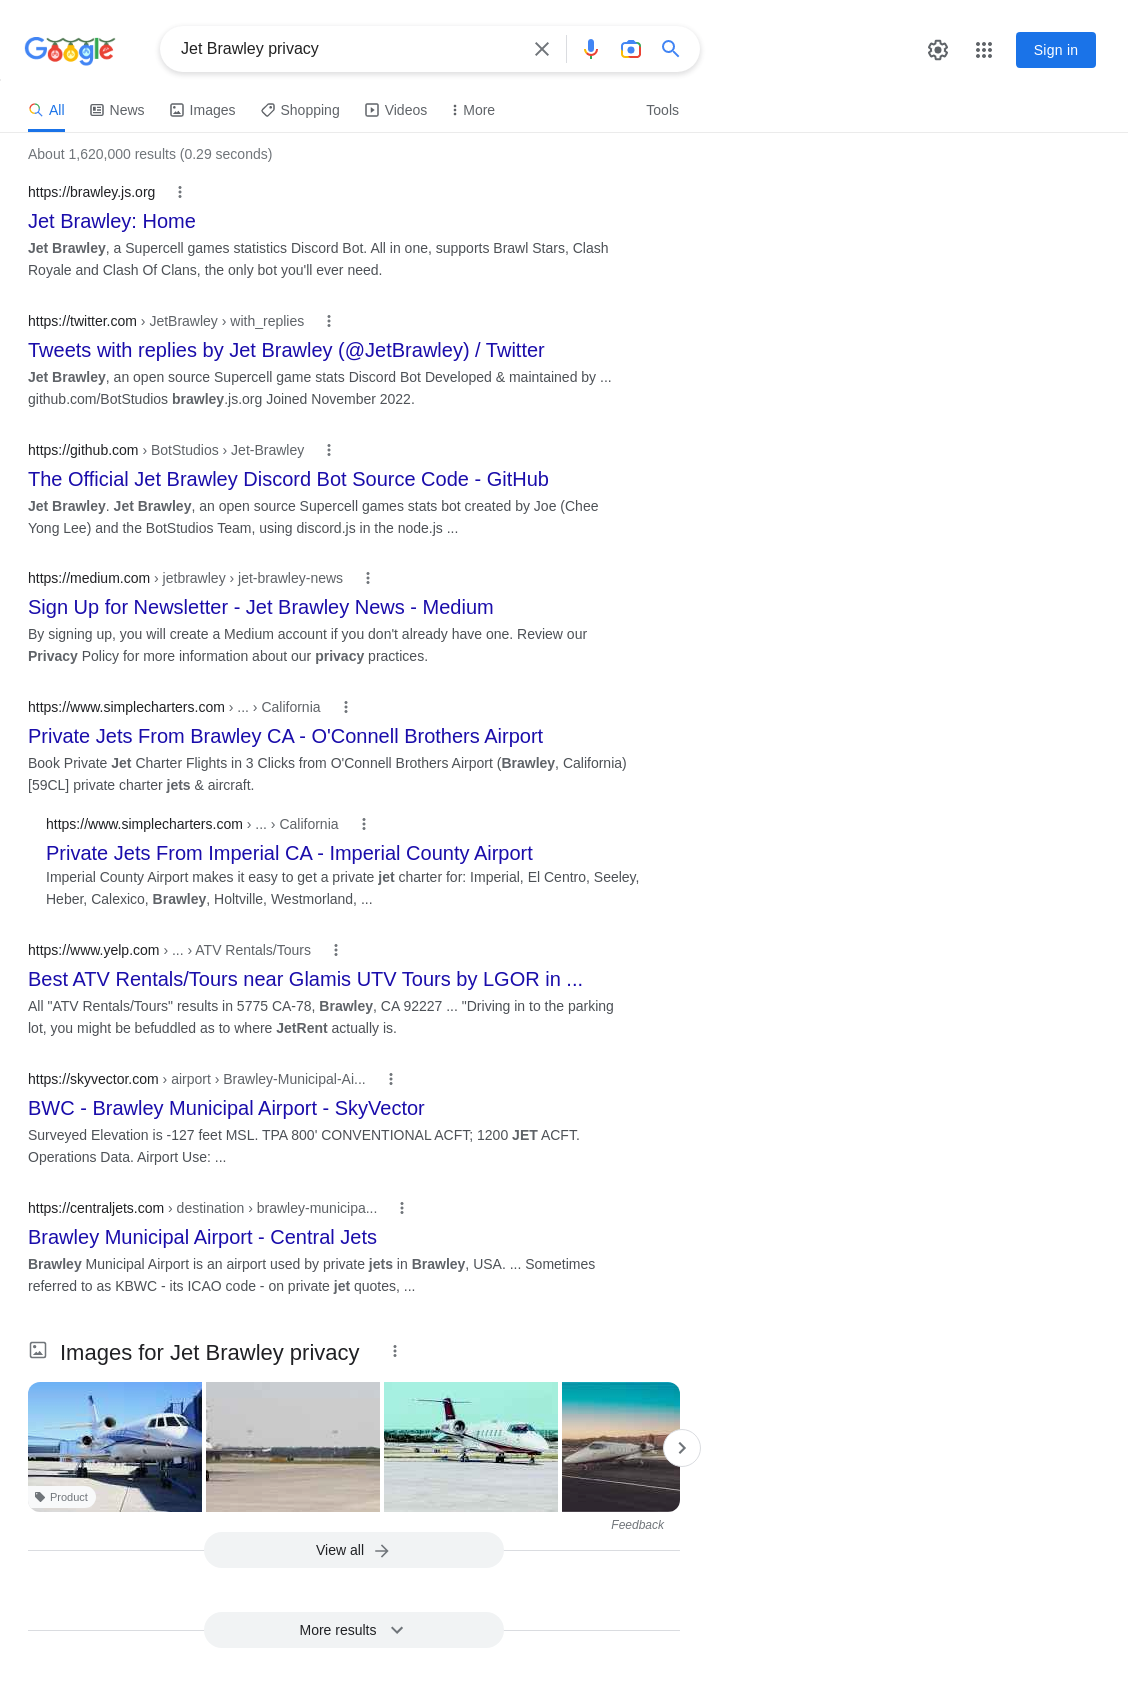 Google
Jet Brawley privacy
Sign in
All
News
Images
Shopping
Videos
More
Tools
About 1,620,000 results (0.29 seconds)
https://brawley.js.org
Jet Brawley: Home
Jet Brawley, a Supercell games statistics Discord Bot. All in one, supports Brawl Stars, Clash
Royale and Clash Of Clans, the only bot you'll ever need.
https://twitter.com › JetBrawley › with_replies
Tweets with replies by Jet Brawley (@JetBrawley) / Twitter
Jet Brawley, an open source Supercell game stats Discord Bot Developed & maintained by ...
github.com/BotStudios brawley.js.org Joined November 2022.
https://github.com › BotStudios › Jet-Brawley
The Official Jet Brawley Discord Bot Source Code - GitHub
Jet Brawley. Jet Brawley, an open source Supercell games stats bot created by Joe (Chee
Yong Lee) and the BotStudios Team, using discord.js in the node.js ...
https://medium.com › jetbrawley › jet-brawley-news
Sign Up for Newsletter - Jet Brawley News - Medium
By signing up, you will create a Medium account if you don't already have one. Review our
Privacy Policy for more information about our privacy practices.
https://www.simplecharters.com › ... › California
Private Jets From Brawley CA - O'Connell Brothers Airport
Book Private Jet Charter Flights in 3 Clicks from O'Connell Brothers Airport (Brawley, California)
[59CL] private charter jets & aircraft.
https://www.simplecharters.com › ... › California
Private Jets From Imperial CA - Imperial County Airport
Imperial County Airport makes it easy to get a private jet charter for: Imperial, El Centro, Seeley,
Heber, Calexico, Brawley, Holtville, Westmorland, ...
https://www.yelp.com › ... › ATV Rentals/Tours
Best ATV Rentals/Tours near Glamis UTV Tours by LGOR in ...
All "ATV Rentals/Tours" results in 5775 CA-78, Brawley, CA 92227 ... "Driving in to the parking
lot, you might be befuddled as to where JetRent actually is.
https://skyvector.com › airport › Brawley-Municipal-Ai...
BWC - Brawley Municipal Airport - SkyVector
Surveyed Elevation is -127 feet MSL. TPA 800' CONVENTIONAL ACFT; 1200 JET ACFT.
Operations Data. Airport Use: ...
https://centraljets.com › destination › brawley-municipa...
Brawley Municipal Airport - Central Jets
Brawley Municipal Airport is an airport used by private jets in Brawley, USA. ... Sometimes
referred to as KBWC - its ICAO code - on private jet quotes, ...
Images for Jet Brawley privacy
Product
Feedback
View all
More results